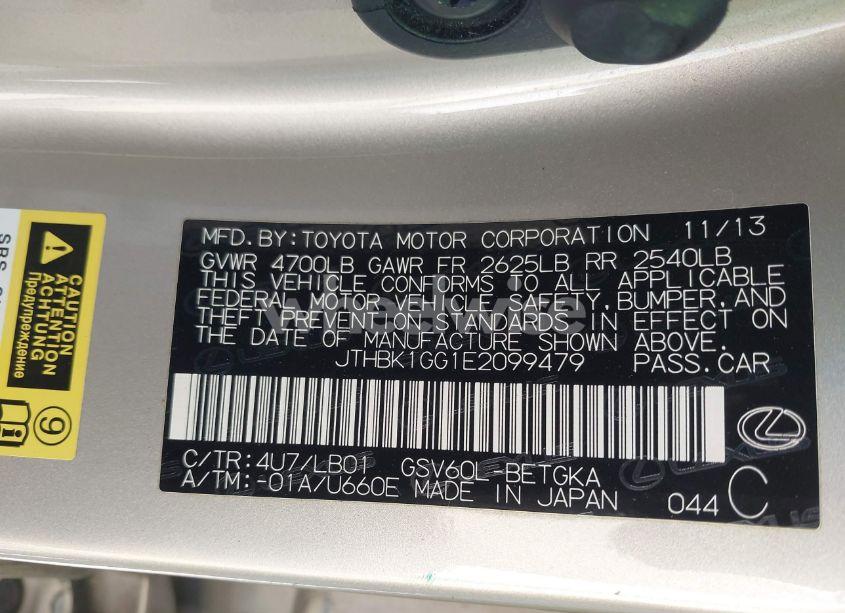 MFD.BY:TOYOTA MOTOR CORPORATION 11/13
GVWR 4700LB GAWR FR 2625LB RR 2540LB
THIS VEHICLE CONFORMS TO ALL APPLICABLE
FEDERAL MOTOR VEHICLE SAFETY,BUMPER,AND
THEFT PREVENTION STANDARDS IN EFFECT ON
THE DATE OF MANUFACTURE SHOWN ABOVE.
JTHBK1GG1E2099479 PASS.CAR
C/TR:4U7/LB01 GSV60L-BETGKA
A/TM:-01A/U660E MADE IN JAPAN 044 C
CAUTION
ATTENTION
ACHTUNG
Предупреждение
9
SRS